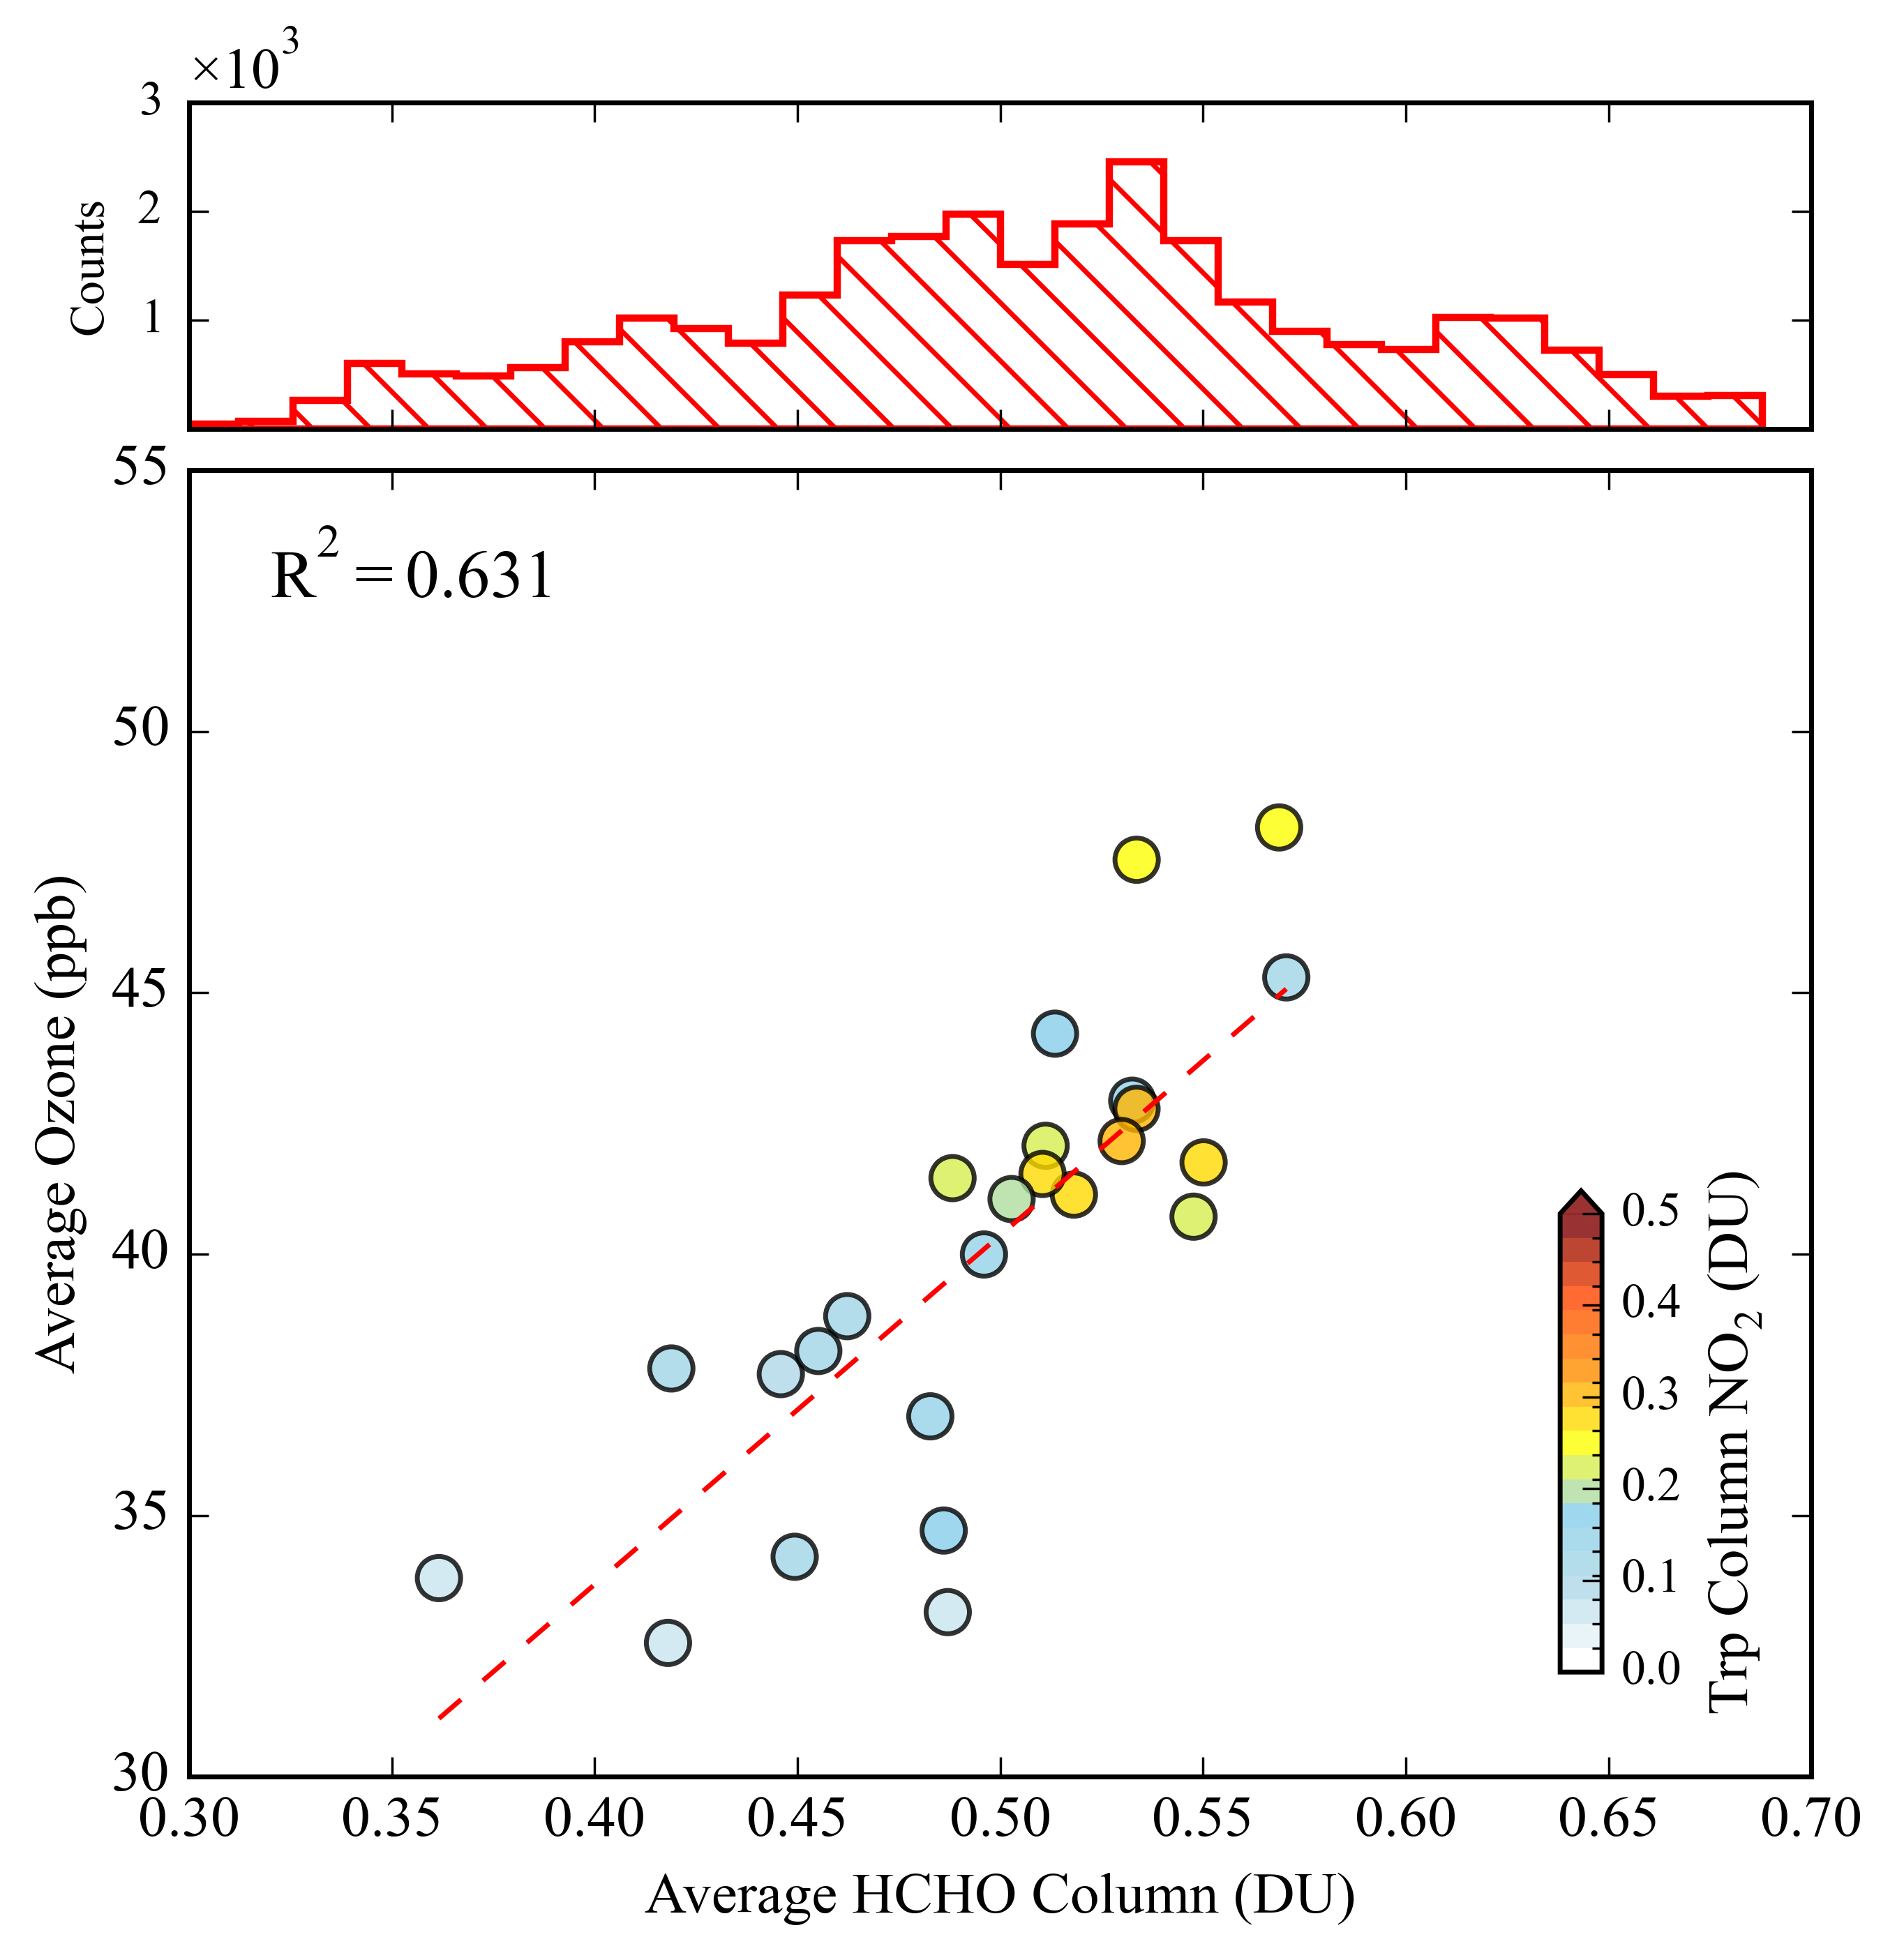 ×10³
3
2
1
Counts
55
50
45
40
35
30
R² = 0.631
Average Ozone (ppb)
0.5
0.4
0.3
0.2
0.1
0.0
Trp Column NO₂ (DU)
0.30 0.35 0.40 0.45 0.50 0.55 0.60 0.65 0.70
Average HCHO Column (DU)